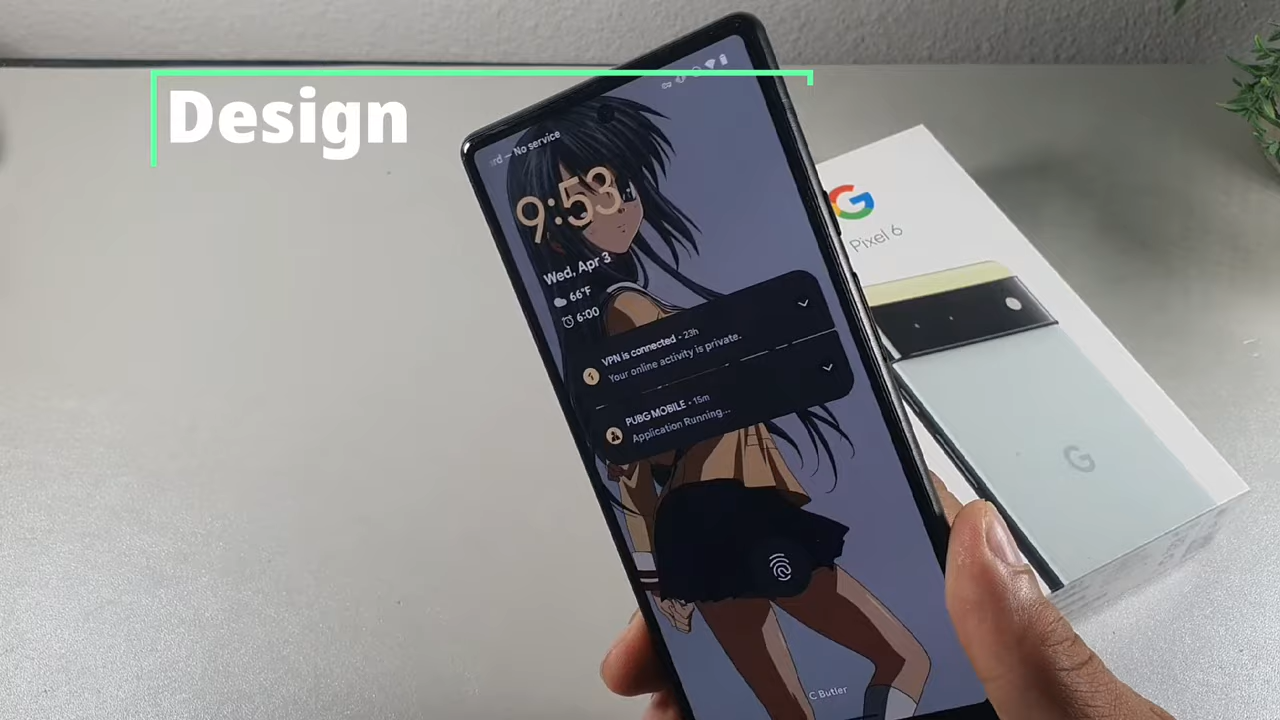 Design
rd – No service
9:53
Wed, Apr 3
66°F
6:00
VPN is connected • 23h
Your online activity is private.
PUBG MOBILE • 15m
Application Running...
C Butler
G
Pixel 6
G